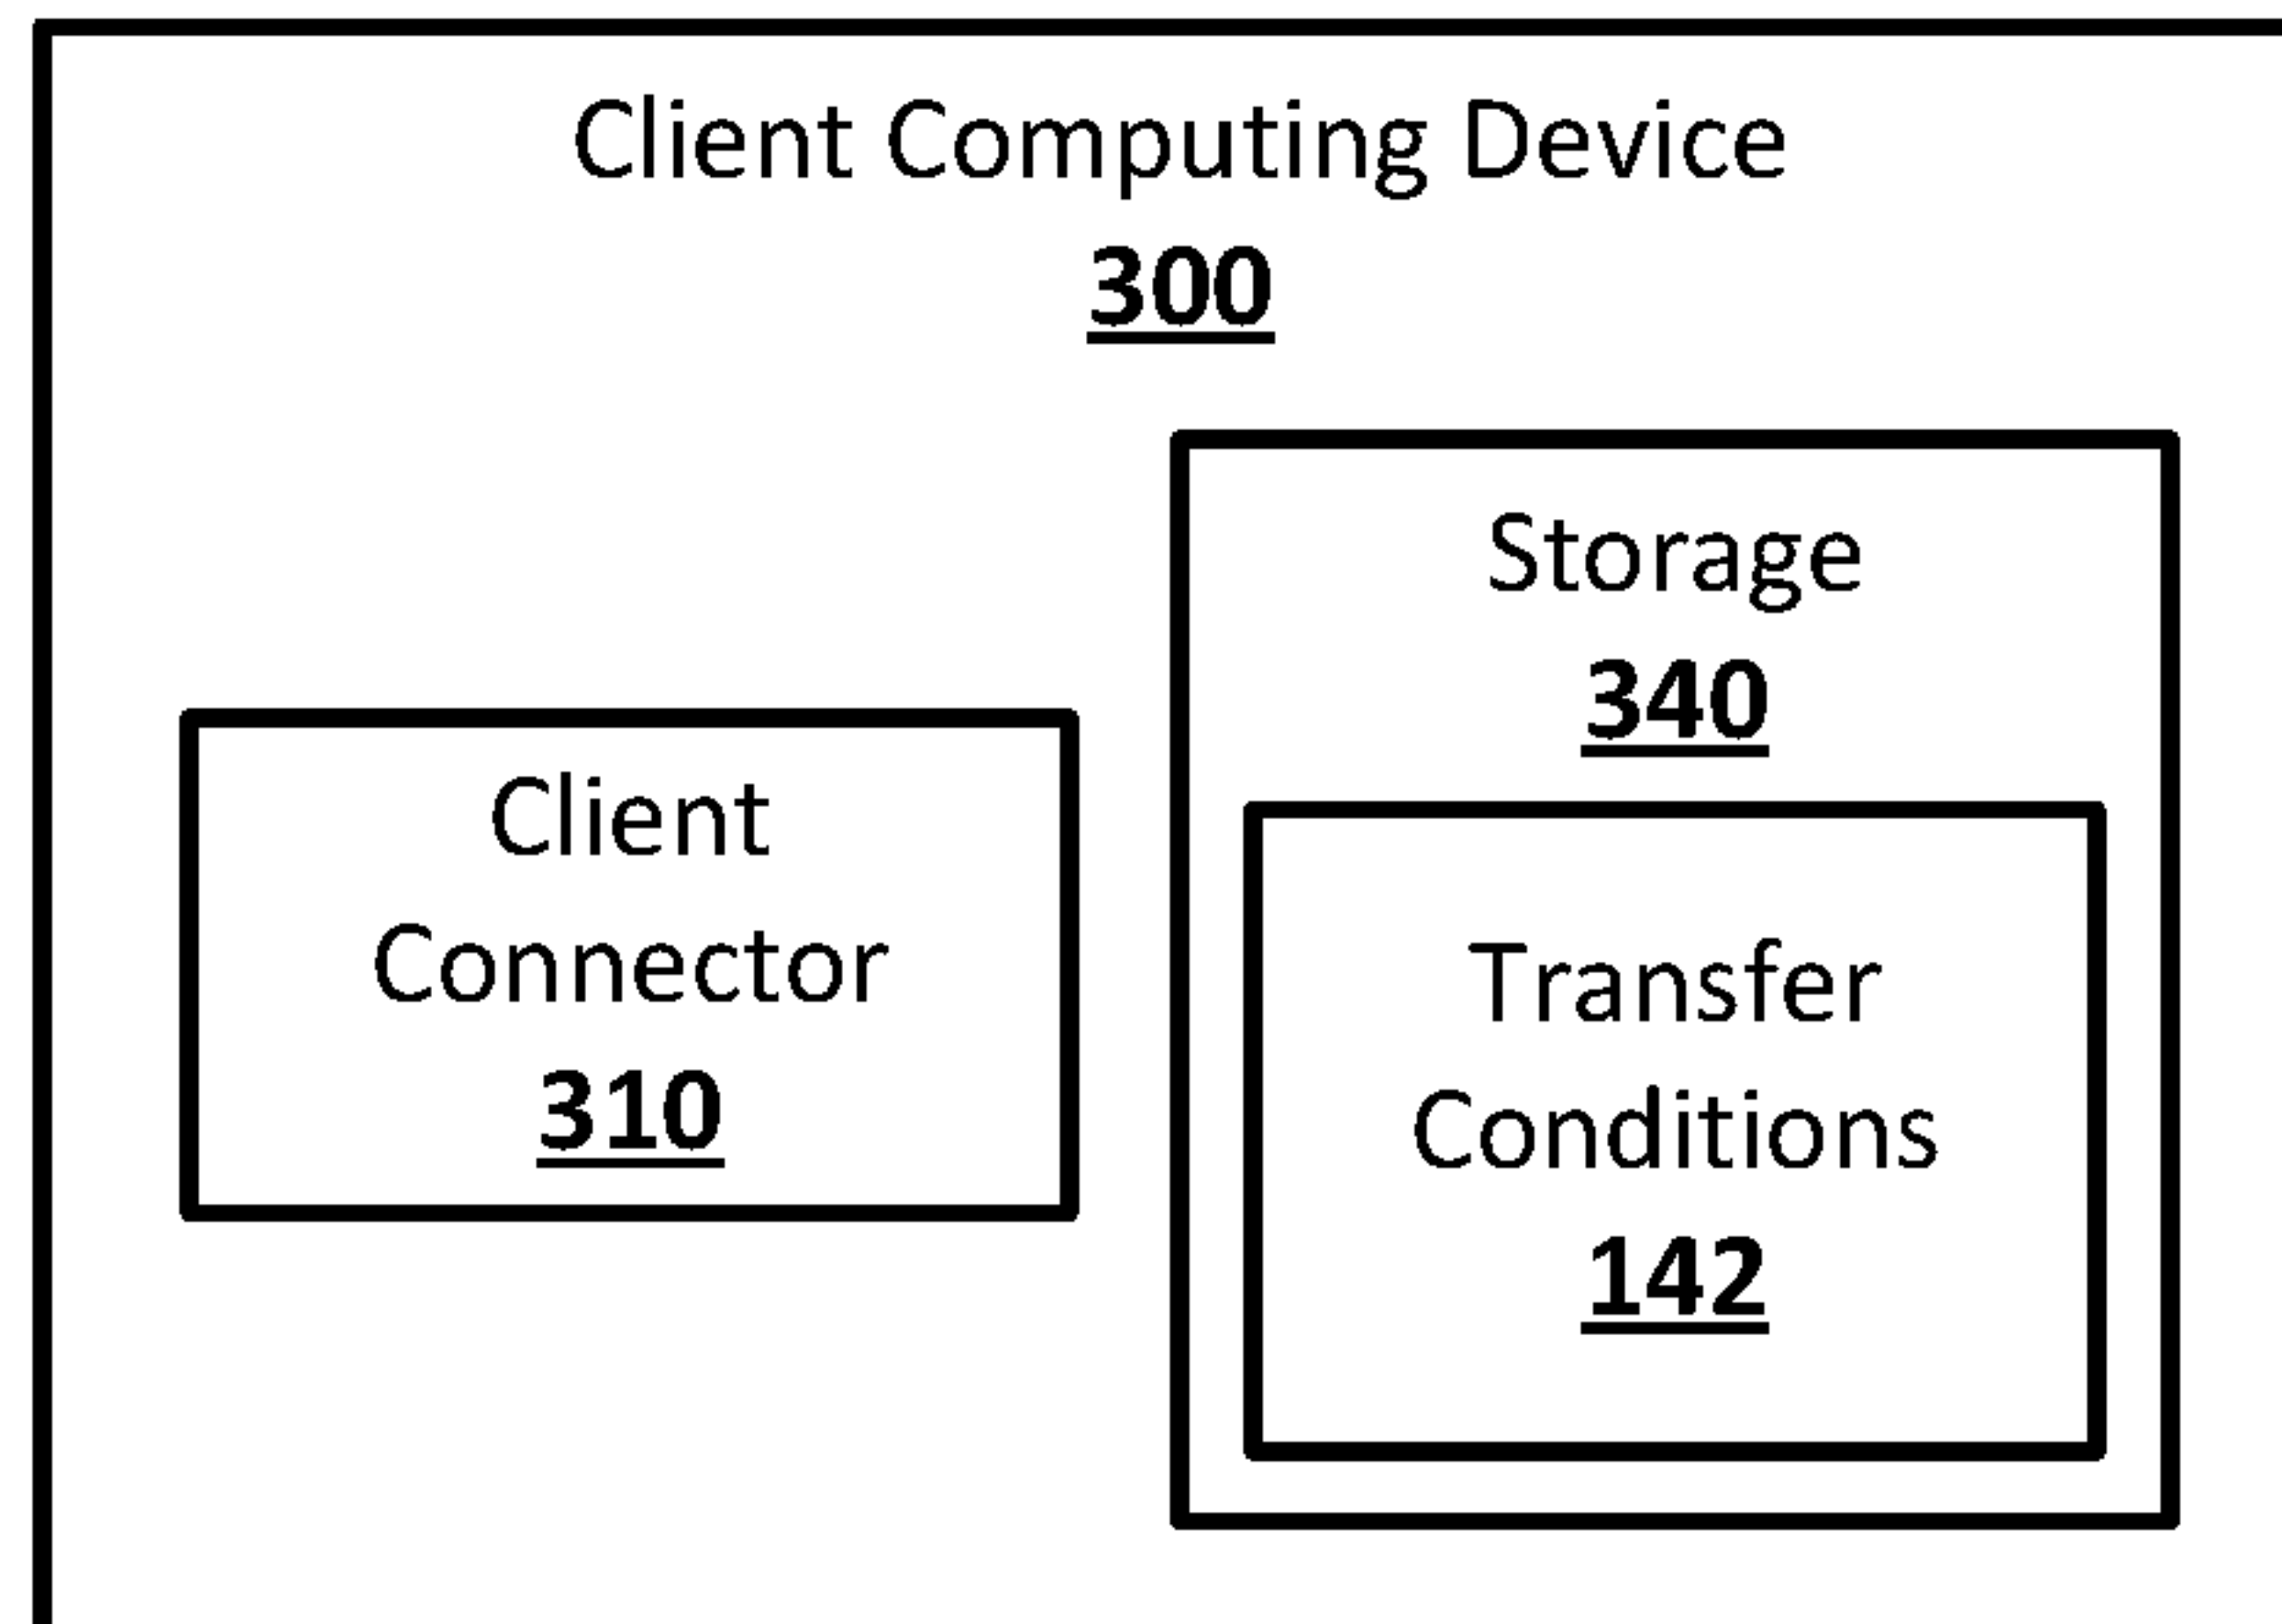 Client Computing Device
300
Client
Connector
310
Storage
340
Transfer
Conditions
142